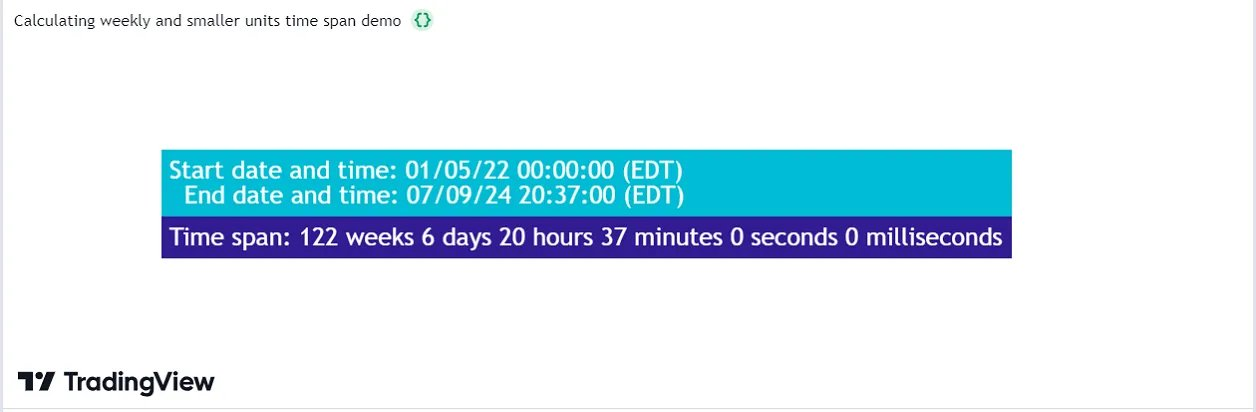 Calculating weekly and smaller units time span demo {}
Start date and time: 01/05/22 00:00:00 (EDT)
End date and time: 07/09/24 20:37:00 (EDT)
Time span: 122 weeks 6 days 20 hours 37 minutes 0 seconds 0 milliseconds
TradingView